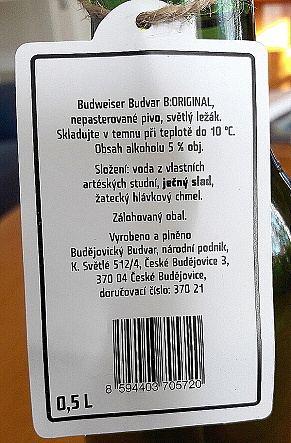 Budweiser Budvar B:ORIGINAL,
nepasterované pivo, světlý ležák.
Skladujte v temnu při teplotě do 10 °C.
Obsah alkoholu 5 % obj.
Složení: voda z vlastních
artéských studní, ječný slad,
žatecký hlávkový chmel.
Zálohovaný obal.
Vyrobeno a plněno
Budějovický Budvar, národní podnik,
K. Světlé 512/4, České Budějovice 3,
370 04 České Budějovice,
doručovací číslo: 370 21
8 594403 705720
0,5 L